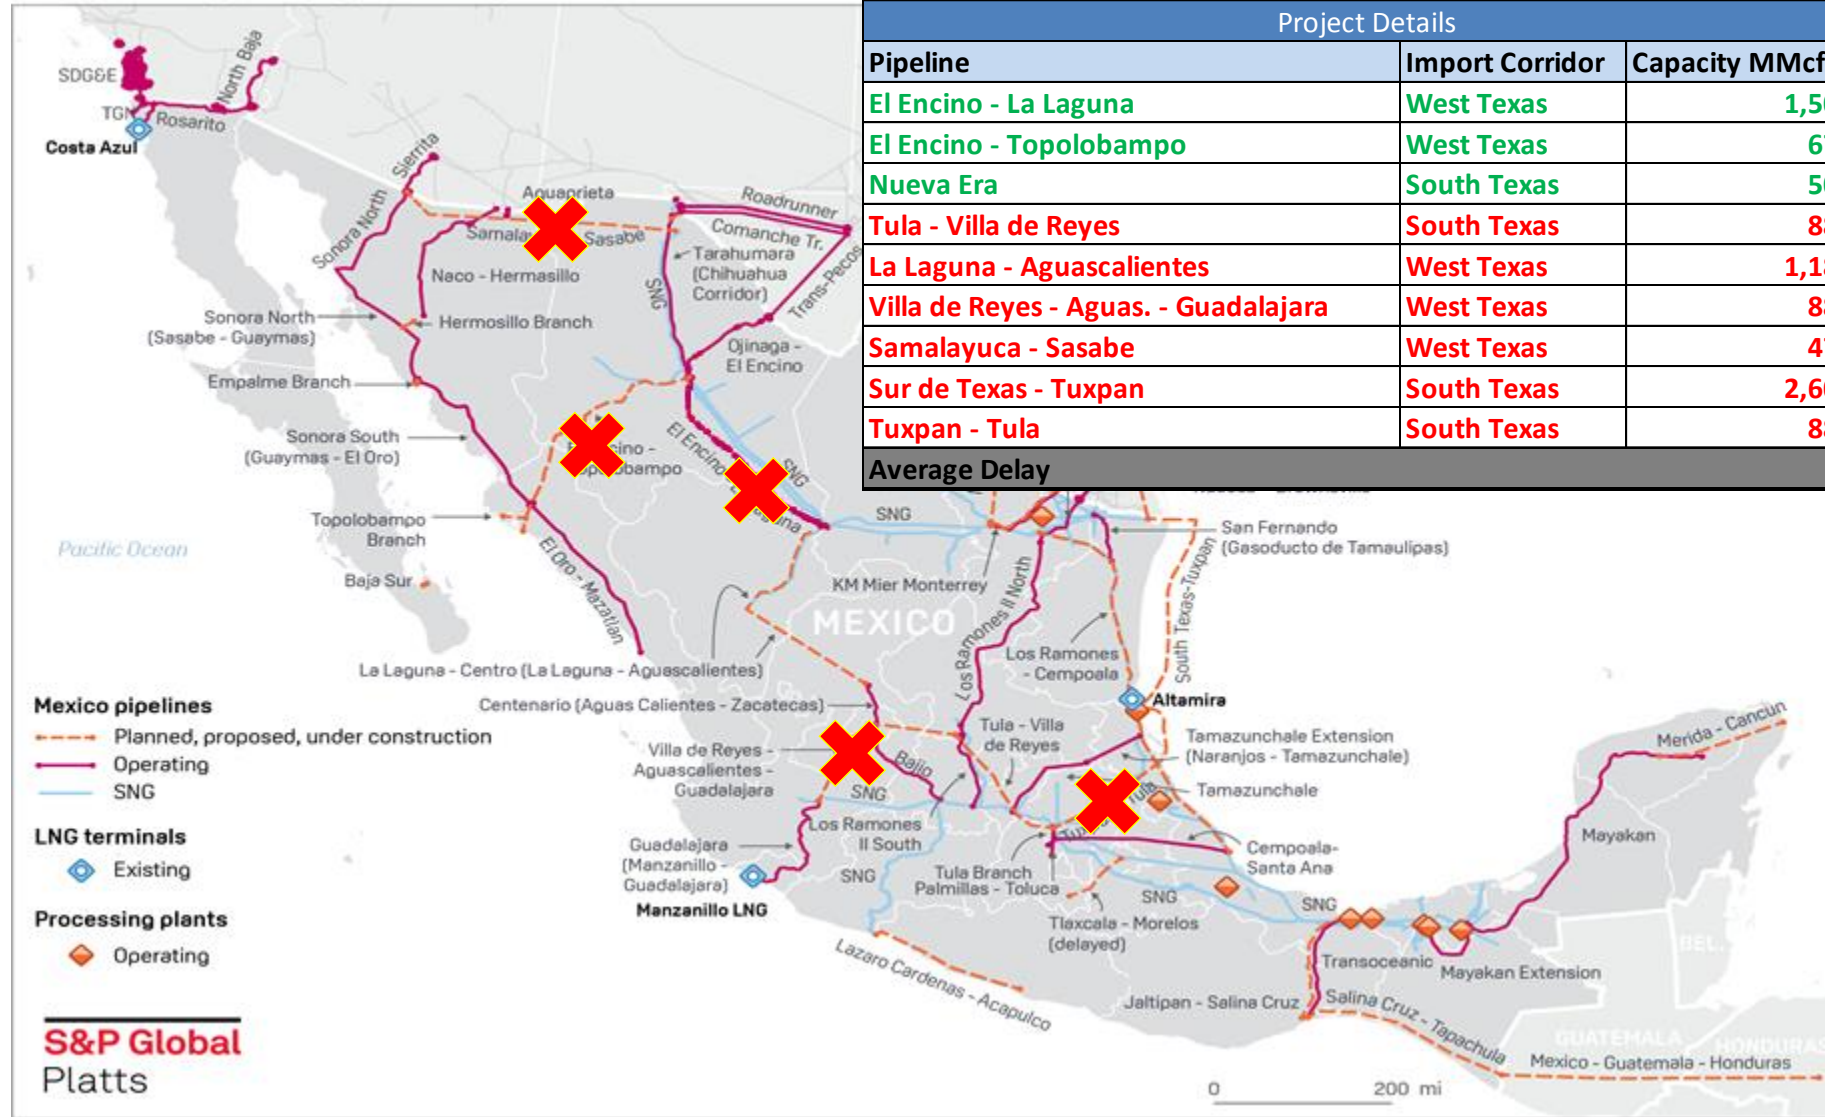 Project Details
Pipeline Import Corridor Capacity MMcf
El Encino - La Laguna West Texas
El Encino - Topolobampo West Texas
Nueva Era South Texas
Tula - Villa de Reyes South Texas
La Laguna - Aguascalientes West Texas
Villa de Reyes - Aguas. - Guadalajara West Texas
Samalayuca - Sasabe West Texas
Sur de Texas - Tuxpan South Texas
Tuxpan - Tula South Texas
Average Delay
SDG&E
North Baja
TGN
Rosarito
Costa Azul
Sierrita
Sonora North
Aguaprieta
Sasabe
Roadrunner
Comanche Tr.
Trans-Pecos
Tarahumara
(Chihuahua
Corridor)
SNG
Naco - Hermasillo
Sonora North
(Sasabe - Guaymas)
Hermosillo Branch
Ojinaga -
El Encino
Empalme Branch
Sonora South
(Guaymas - El Oro)
El Encino
SNG
Topolobampo
Branch
El Oro - Mazatlan
Pacific Ocean
Baja Sur
SNG
KM Mier Monterrey
San Fernando
(Gasoducto de Tamaulipas)
South Texas-Tuxpan
MEXICO
Los Ramones II North
Los Ramones
- Cempoala
La Laguna - Centro (La Laguna - Aguascalientes)
Centenario (Aguas Calientes - Zacatecas)
Altamira
Mexico pipelines
Planned, proposed, under construction
Operating
SNG
Villa de Reyes -
Aguascalientes -
Guadalajara
Bajio
SNG
Tula - Villa
de Reyes
Tamazunchale Extension
(Naranjos - Tamazunchale)
Tamazunchale
Merida - Cancun
Los Ramones
II South
Tula
LNG terminals
Existing
Guadalajara
(Manzanillo -
Guadalajara)
Manzanillo LNG
SNG
Tula Branch
Palmillas - Toluca
Cempoala-
Santa Ana
Mayakan
SNG
SNG
Tlaxcala - Morelos
(delayed)
Processing plants
Operating
Lazaro Cardenas - Acapulco
Transoceanic
Mayakan Extension
Jaltipan - Salina Cruz
Salina Cruz - Tapachula
BEL.
GUATEMALA
HONDURAS
Mexico - Guatemala - Honduras
S&P Global
Platts
0 200 mi